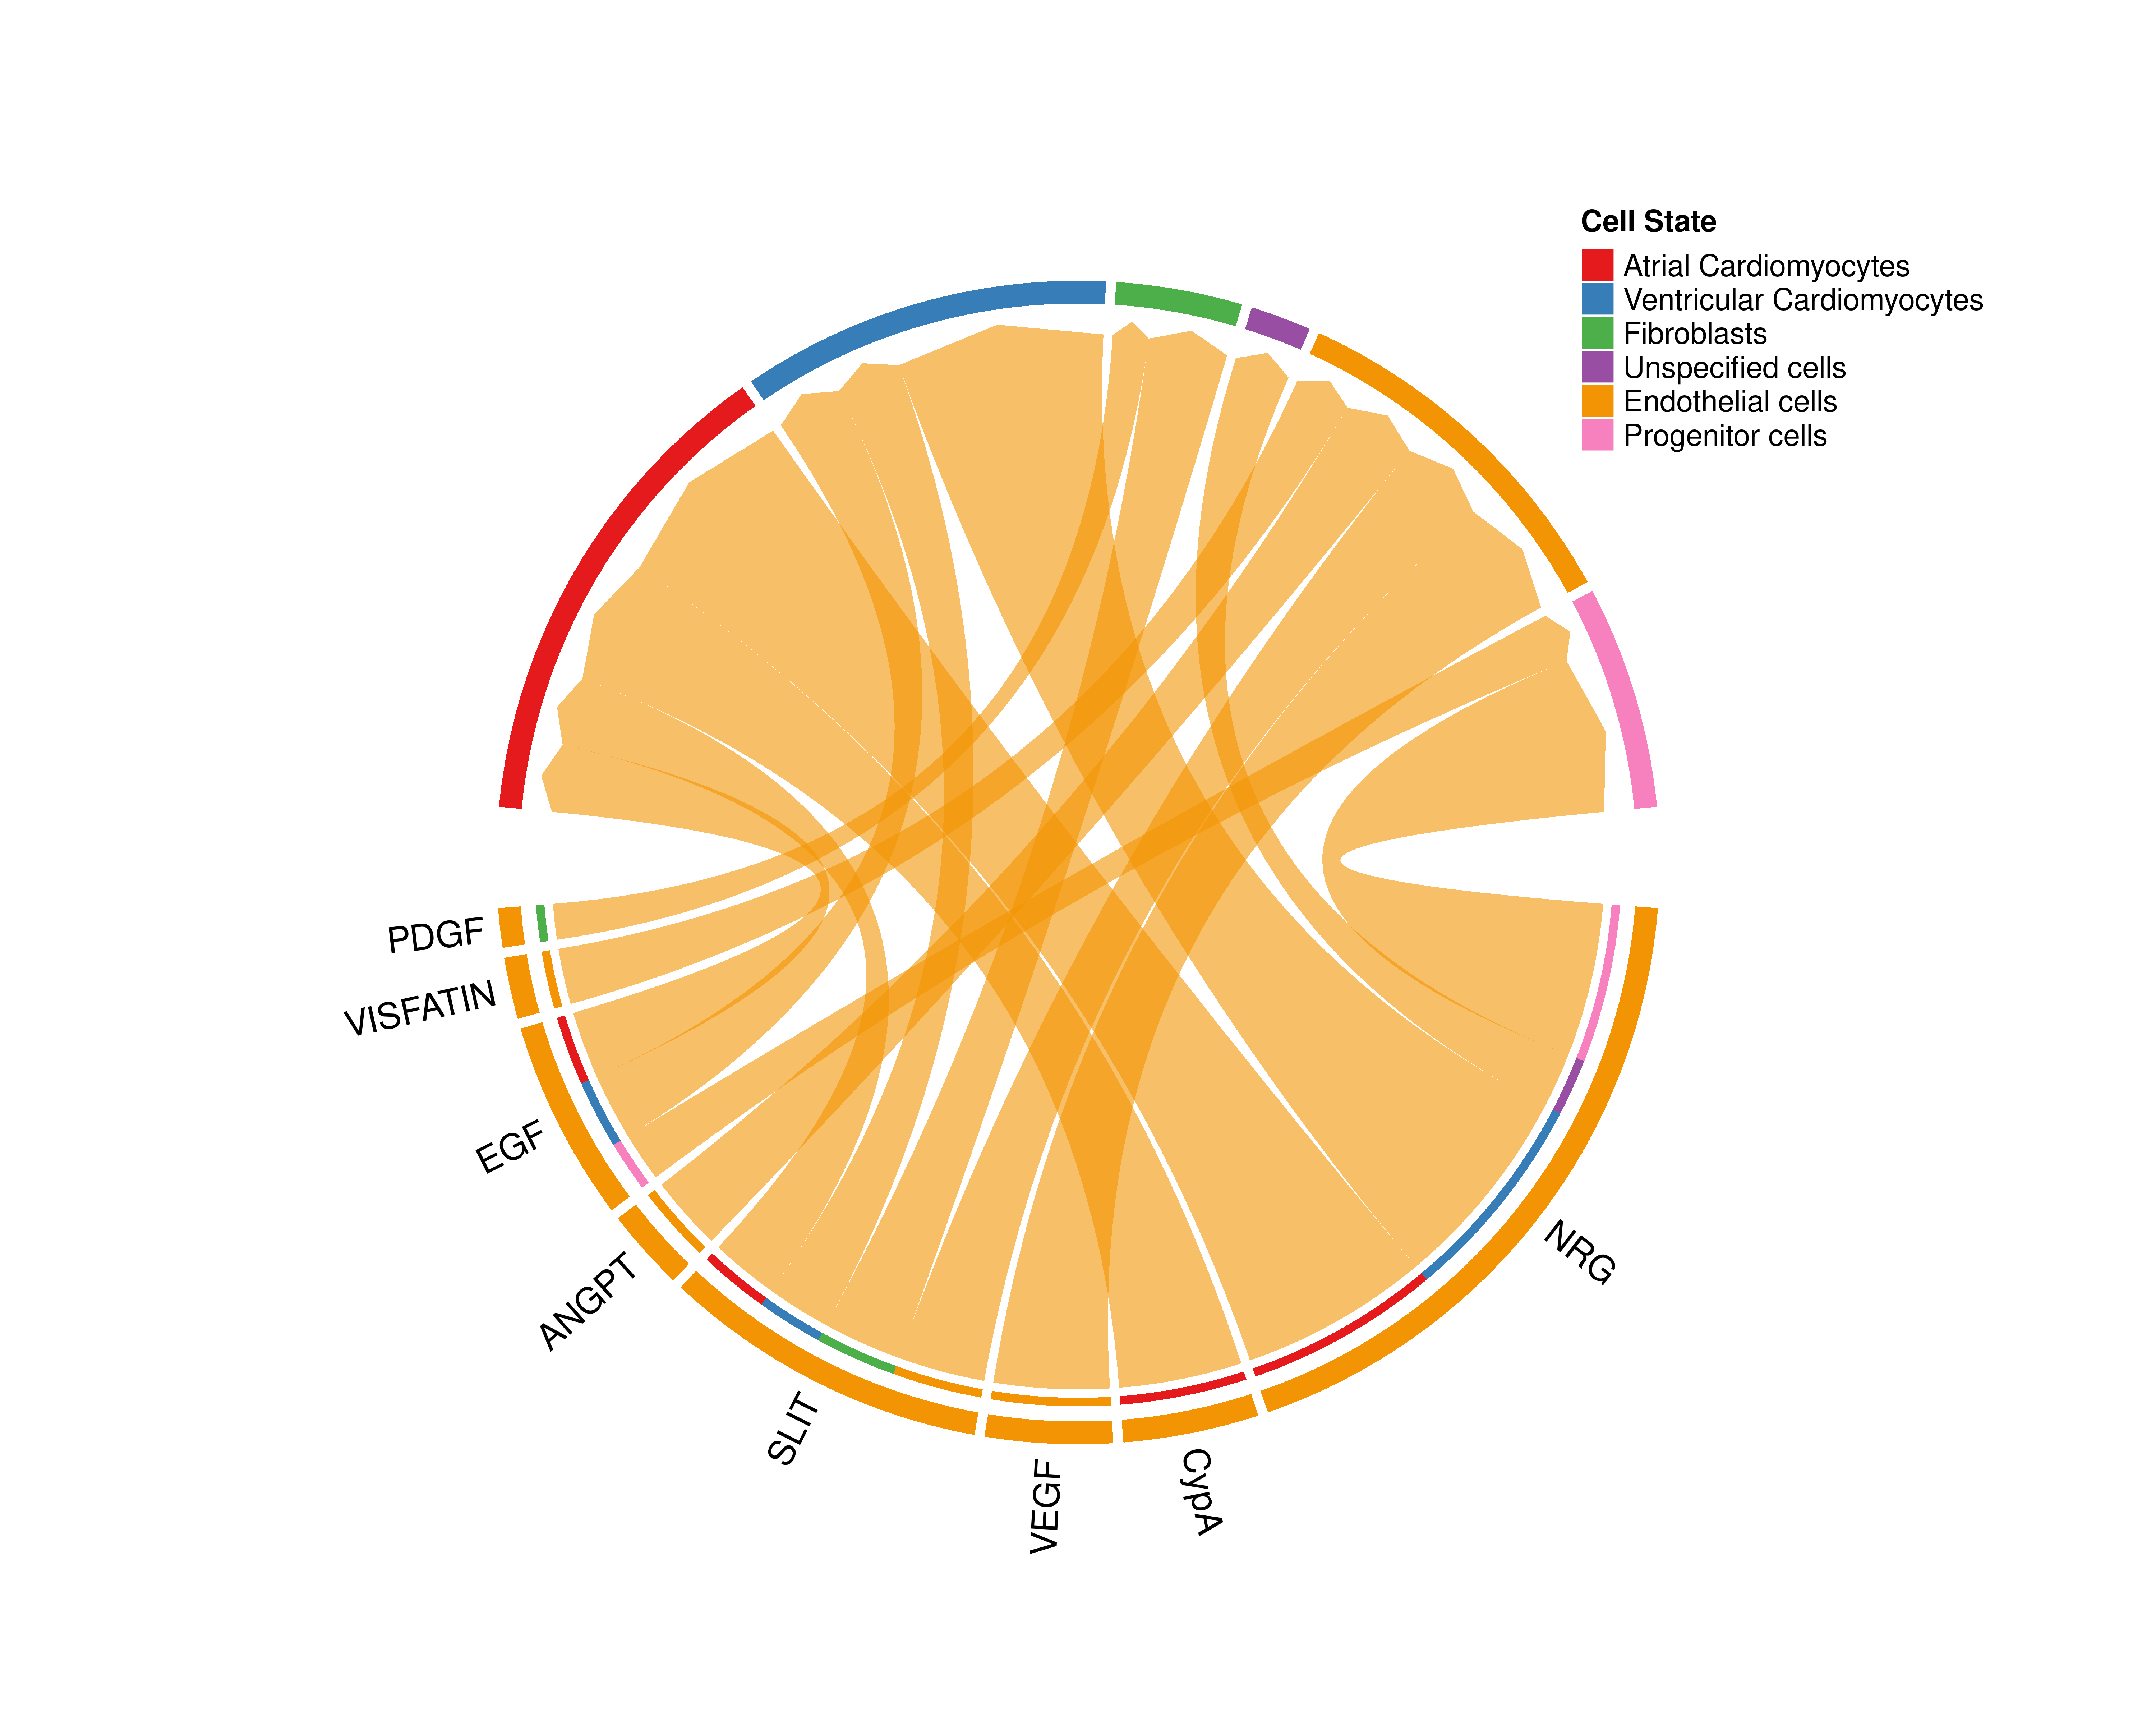 Cell State
Atrial Cardiomyocytes
Ventricular Cardiomyocytes
Fibroblasts
Unspecified cells
Endothelial cells
Progenitor cells
PDGF
VISFATIN
EGF
ANGPT
SLIT
VEGF
CypA
NRG